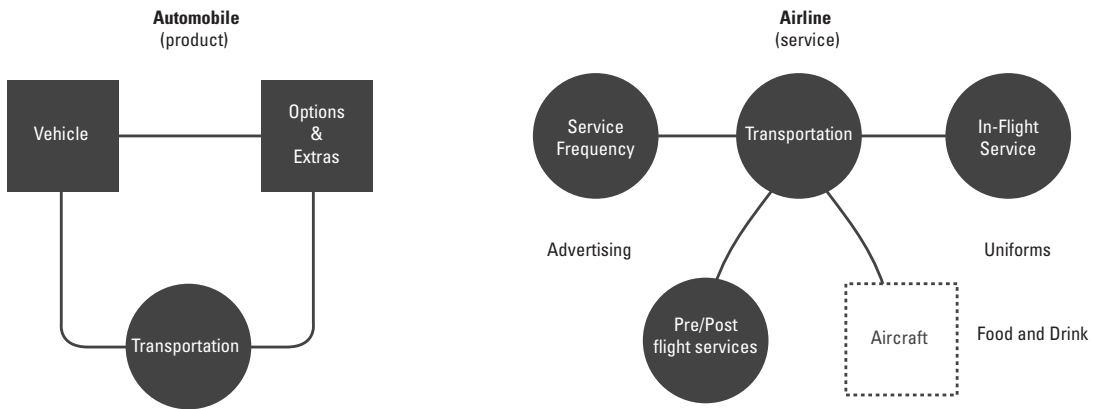 Automobile
(product)
Vehicle
Options
&
Extras
Transportation
Airline
(service)
Service
Frequency
Transportation
In-Flight
Service
Advertising
Uniforms
Pre/Post
flight services
Aircraft
Food and Drink